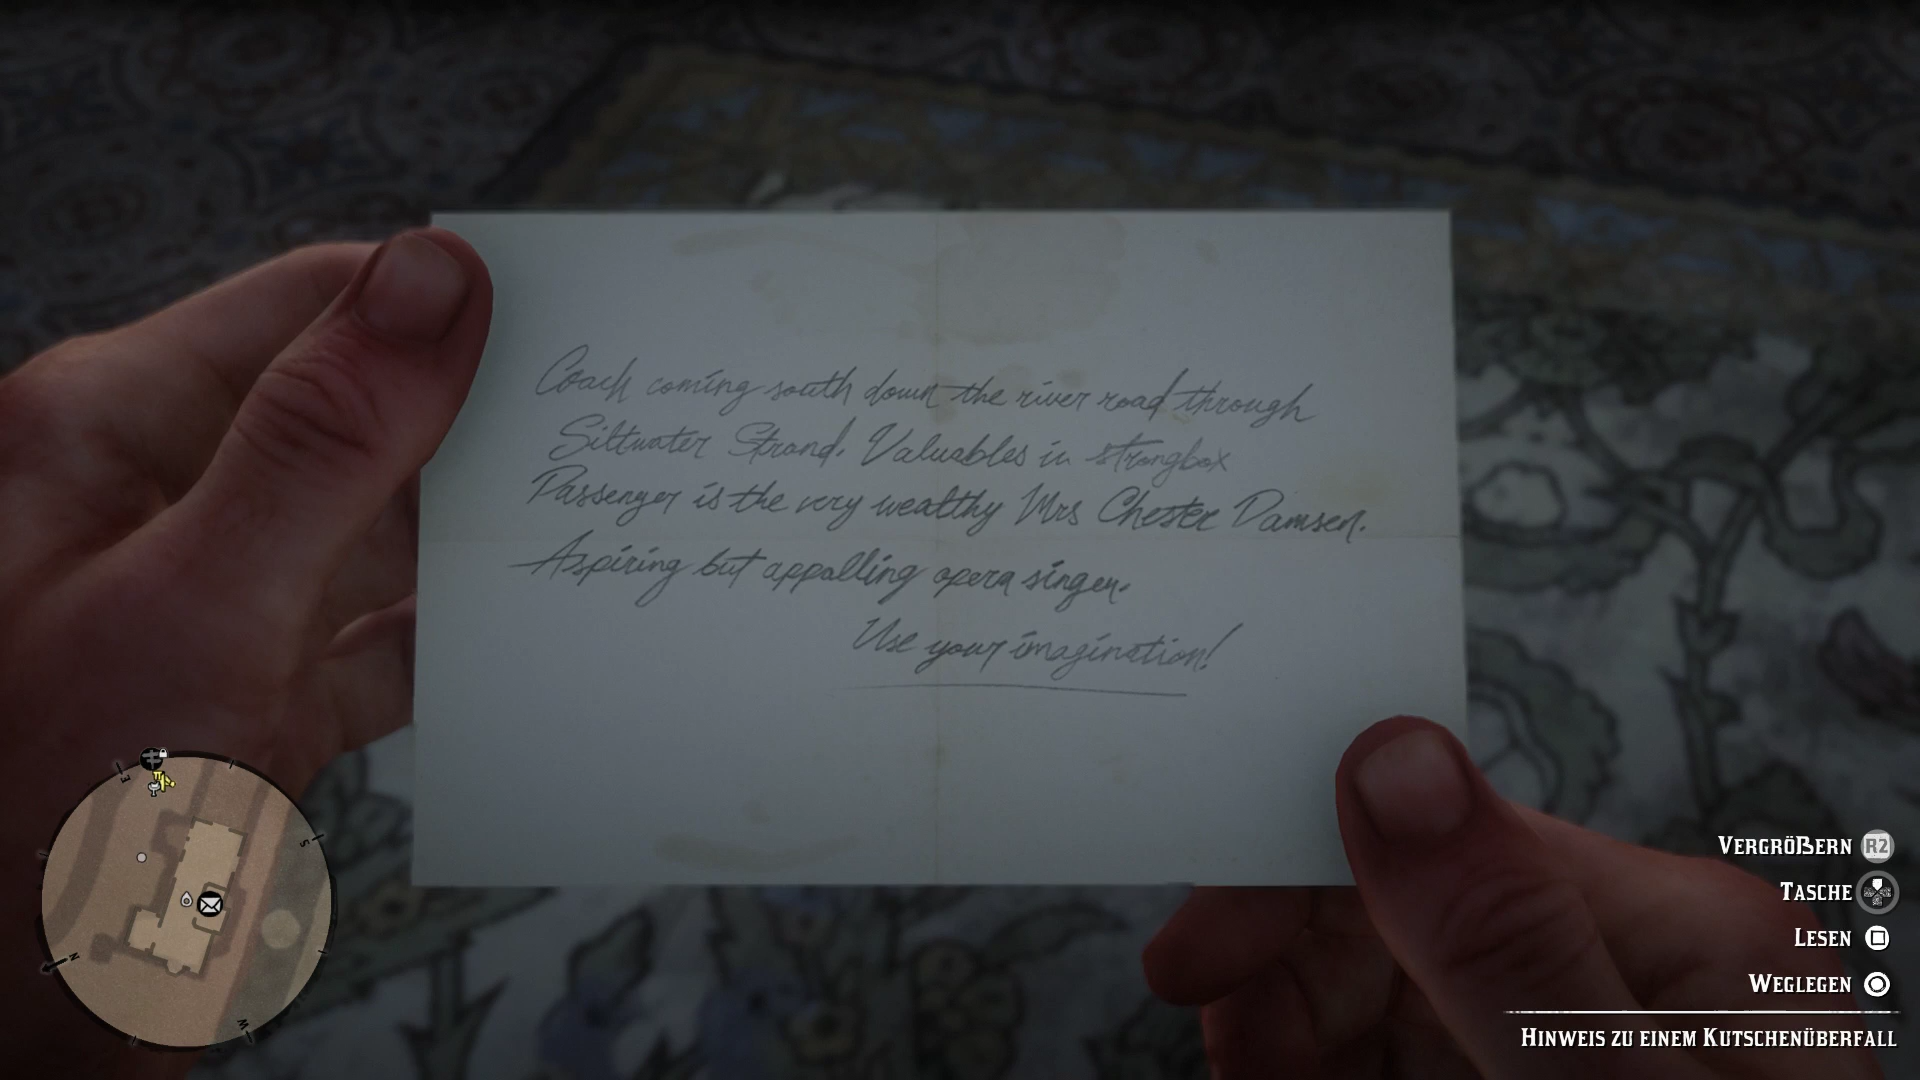 Coach coming south down the river road through
Siltwater Strand. Valuables in strongbox
Passenger is the very wealthy Mrs Chester Damsen.
Aspiring but appalling opera singer.
Use your imagination!
VERGRÖßERN R2
TASCHE
LESEN
WEGLEGEN
HINWEIS ZU EINEM KUTSCHENÜBERFALL
E
S
N
W